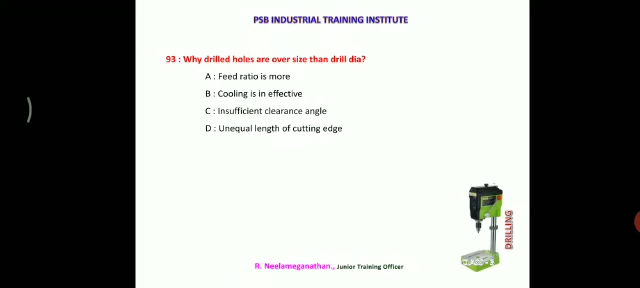 PSB INDUSTRIAL TRAINING INSTITUTE
93 : Why drilled holes are over size than drill dia?
A : Feed ratio is more
B : Cooling is in effective
C : Insufficient clearance angle
D : Unequal length of cutting edge
DRILLING
R. Neelameganathan., Junior Training Officer